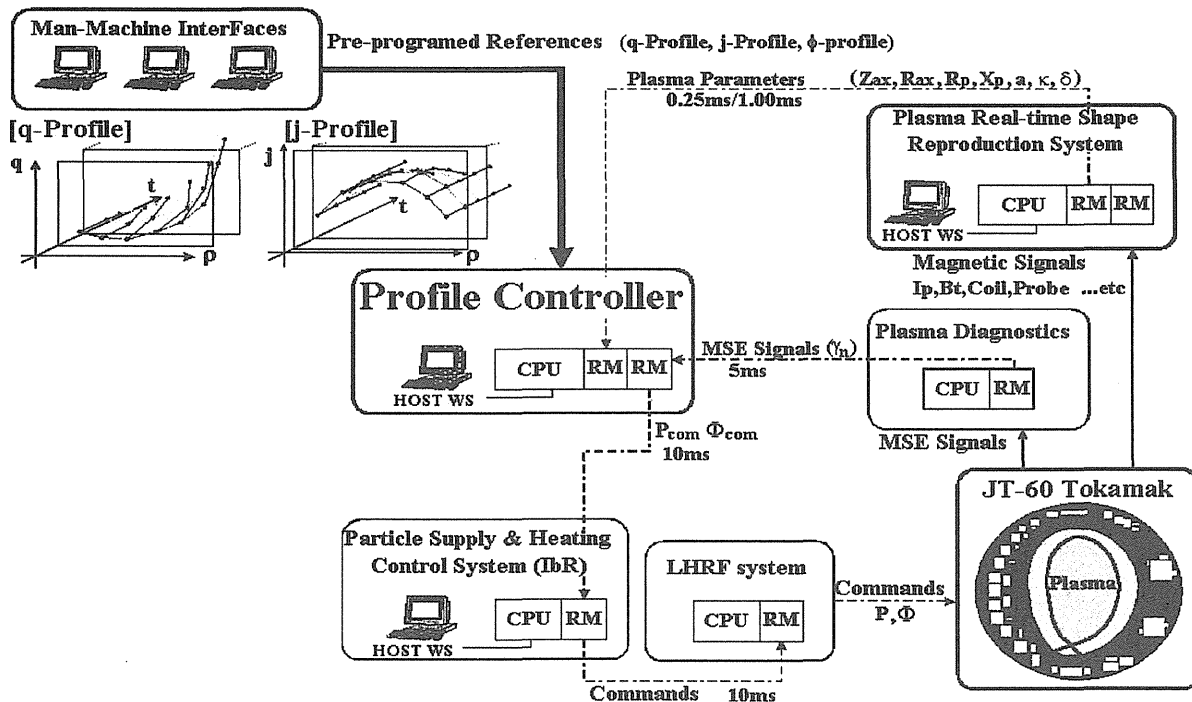 Man-Machine InterFaces
Pre-programed References (q-Profile, j-Profile, ϕ-profile)
Plasma Parameters (Zax, Rax, Rp, Xp, a, κ, δ)
0.25ms/1.00ms
[q-Profile]
q
t
ρ
[j-Profile]
j
t
ρ
Plasma Real-time Shape
Reproduction System
CPU RM RM
HOST WS
Magnetic Signals
Ip,Bt,Coil,Probe ...etc
Profile Controller
CPU RM RM
HOST WS
MSE Signals (γn)
5ms
Plasma Diagnostics
CPU RM
MSE Signals
Pcom Φcom
10ms
JT-60 Tokamak
Plasma
Particle Supply & Heating
Control System (IbR)
CPU RM
HOST WS
LHRF system
CPU RM
Commands
P,Φ
Commands 10ms